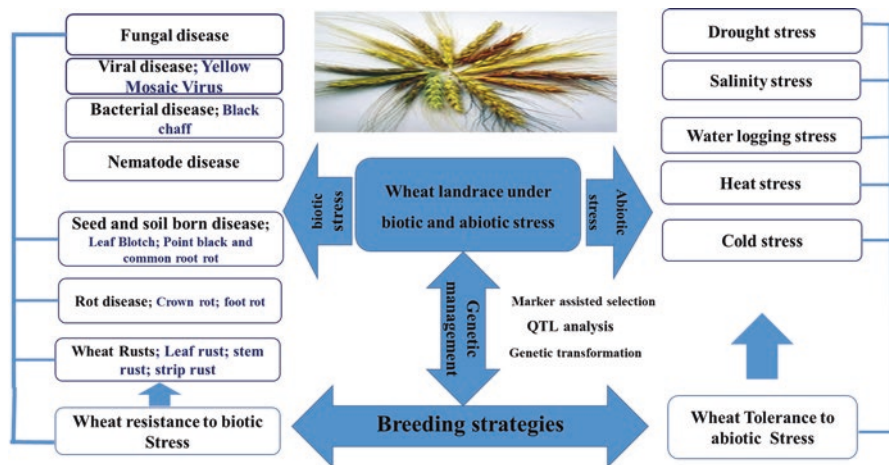 Fungal disease
Viral disease; Yellow
Mosaic Virus
Bacterial disease; Black
chaff
Nematode disease
Seed and soil born disease;
Leaf Blotch; Point black and
common root rot
Rot disease; Crown rot; foot rot
Wheat Rusts; Leaf rust; stem
rust; strip rust
Wheat resistance to biotic
Stress
biotic
stress
Wheat landrace under
biotic and abiotic stress
Abiotic
stress
Genetic
management
Marker assisted selection
QTL analysis
Genetic transformation
Breeding strategies
Drought stress
Salinity stress
Water logging stress
Heat stress
Cold stress
Wheat Tolerance to
abiotic Stress